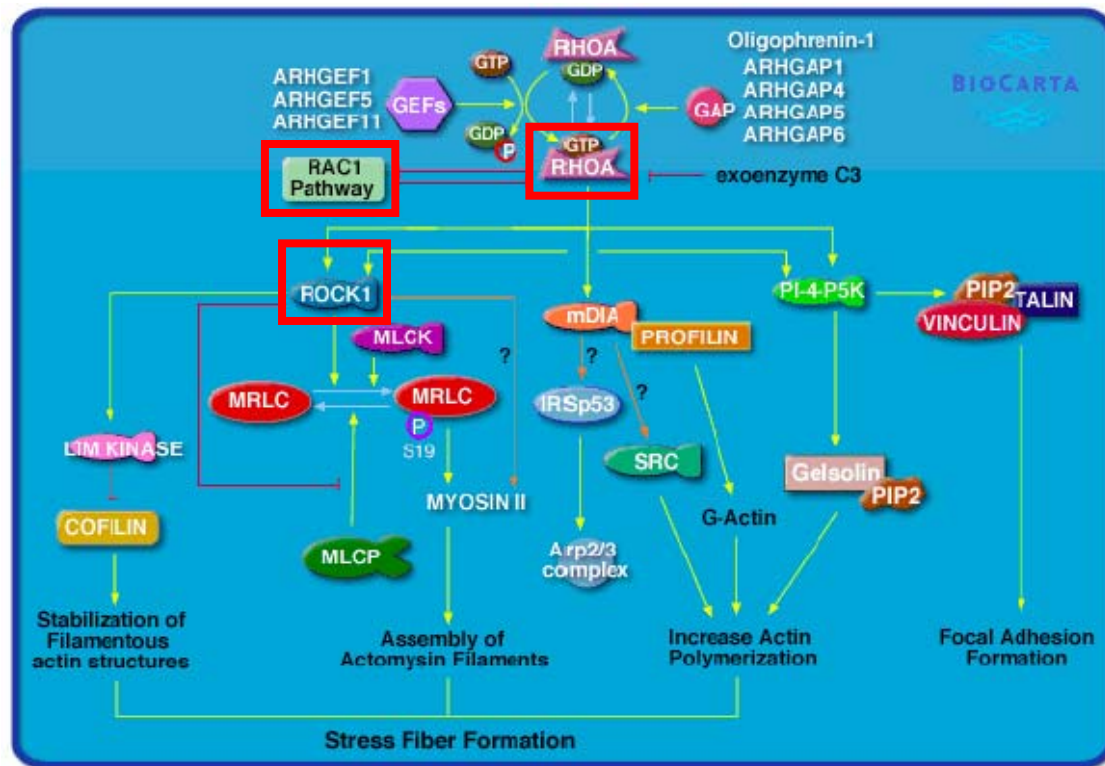 RHOA
GDP
GTP
ARHGEF1
ARHGEF5
ARHGEF11
GEFs
GDP
P
Oligophrenin-1
ARHGAP1
ARHGAP4
ARHGAP5
ARHGAP6
GAP
BIOCARTA
GTP
RHOA
RAC1
Pathway
exoenzyme C3
ROCK1
PI-4-P5K
PIP2
TALIN
VINCULIN
mDIA
PROFILIN
MLCK
?
?
?
MRLC
MRLC
P
S19
IRSp53
LIM KINASE
SRC
Gelsolin
PIP2
MYOSIN II
G-Actin
COFILIN
MLCP
Arp2/3
complex
Stabilization of
Filamentous
actin structures
Assembly of
Actomysin Filaments
Increase Actin
Polymerization
Focal Adhesion
Formation
Stress Fiber Formation